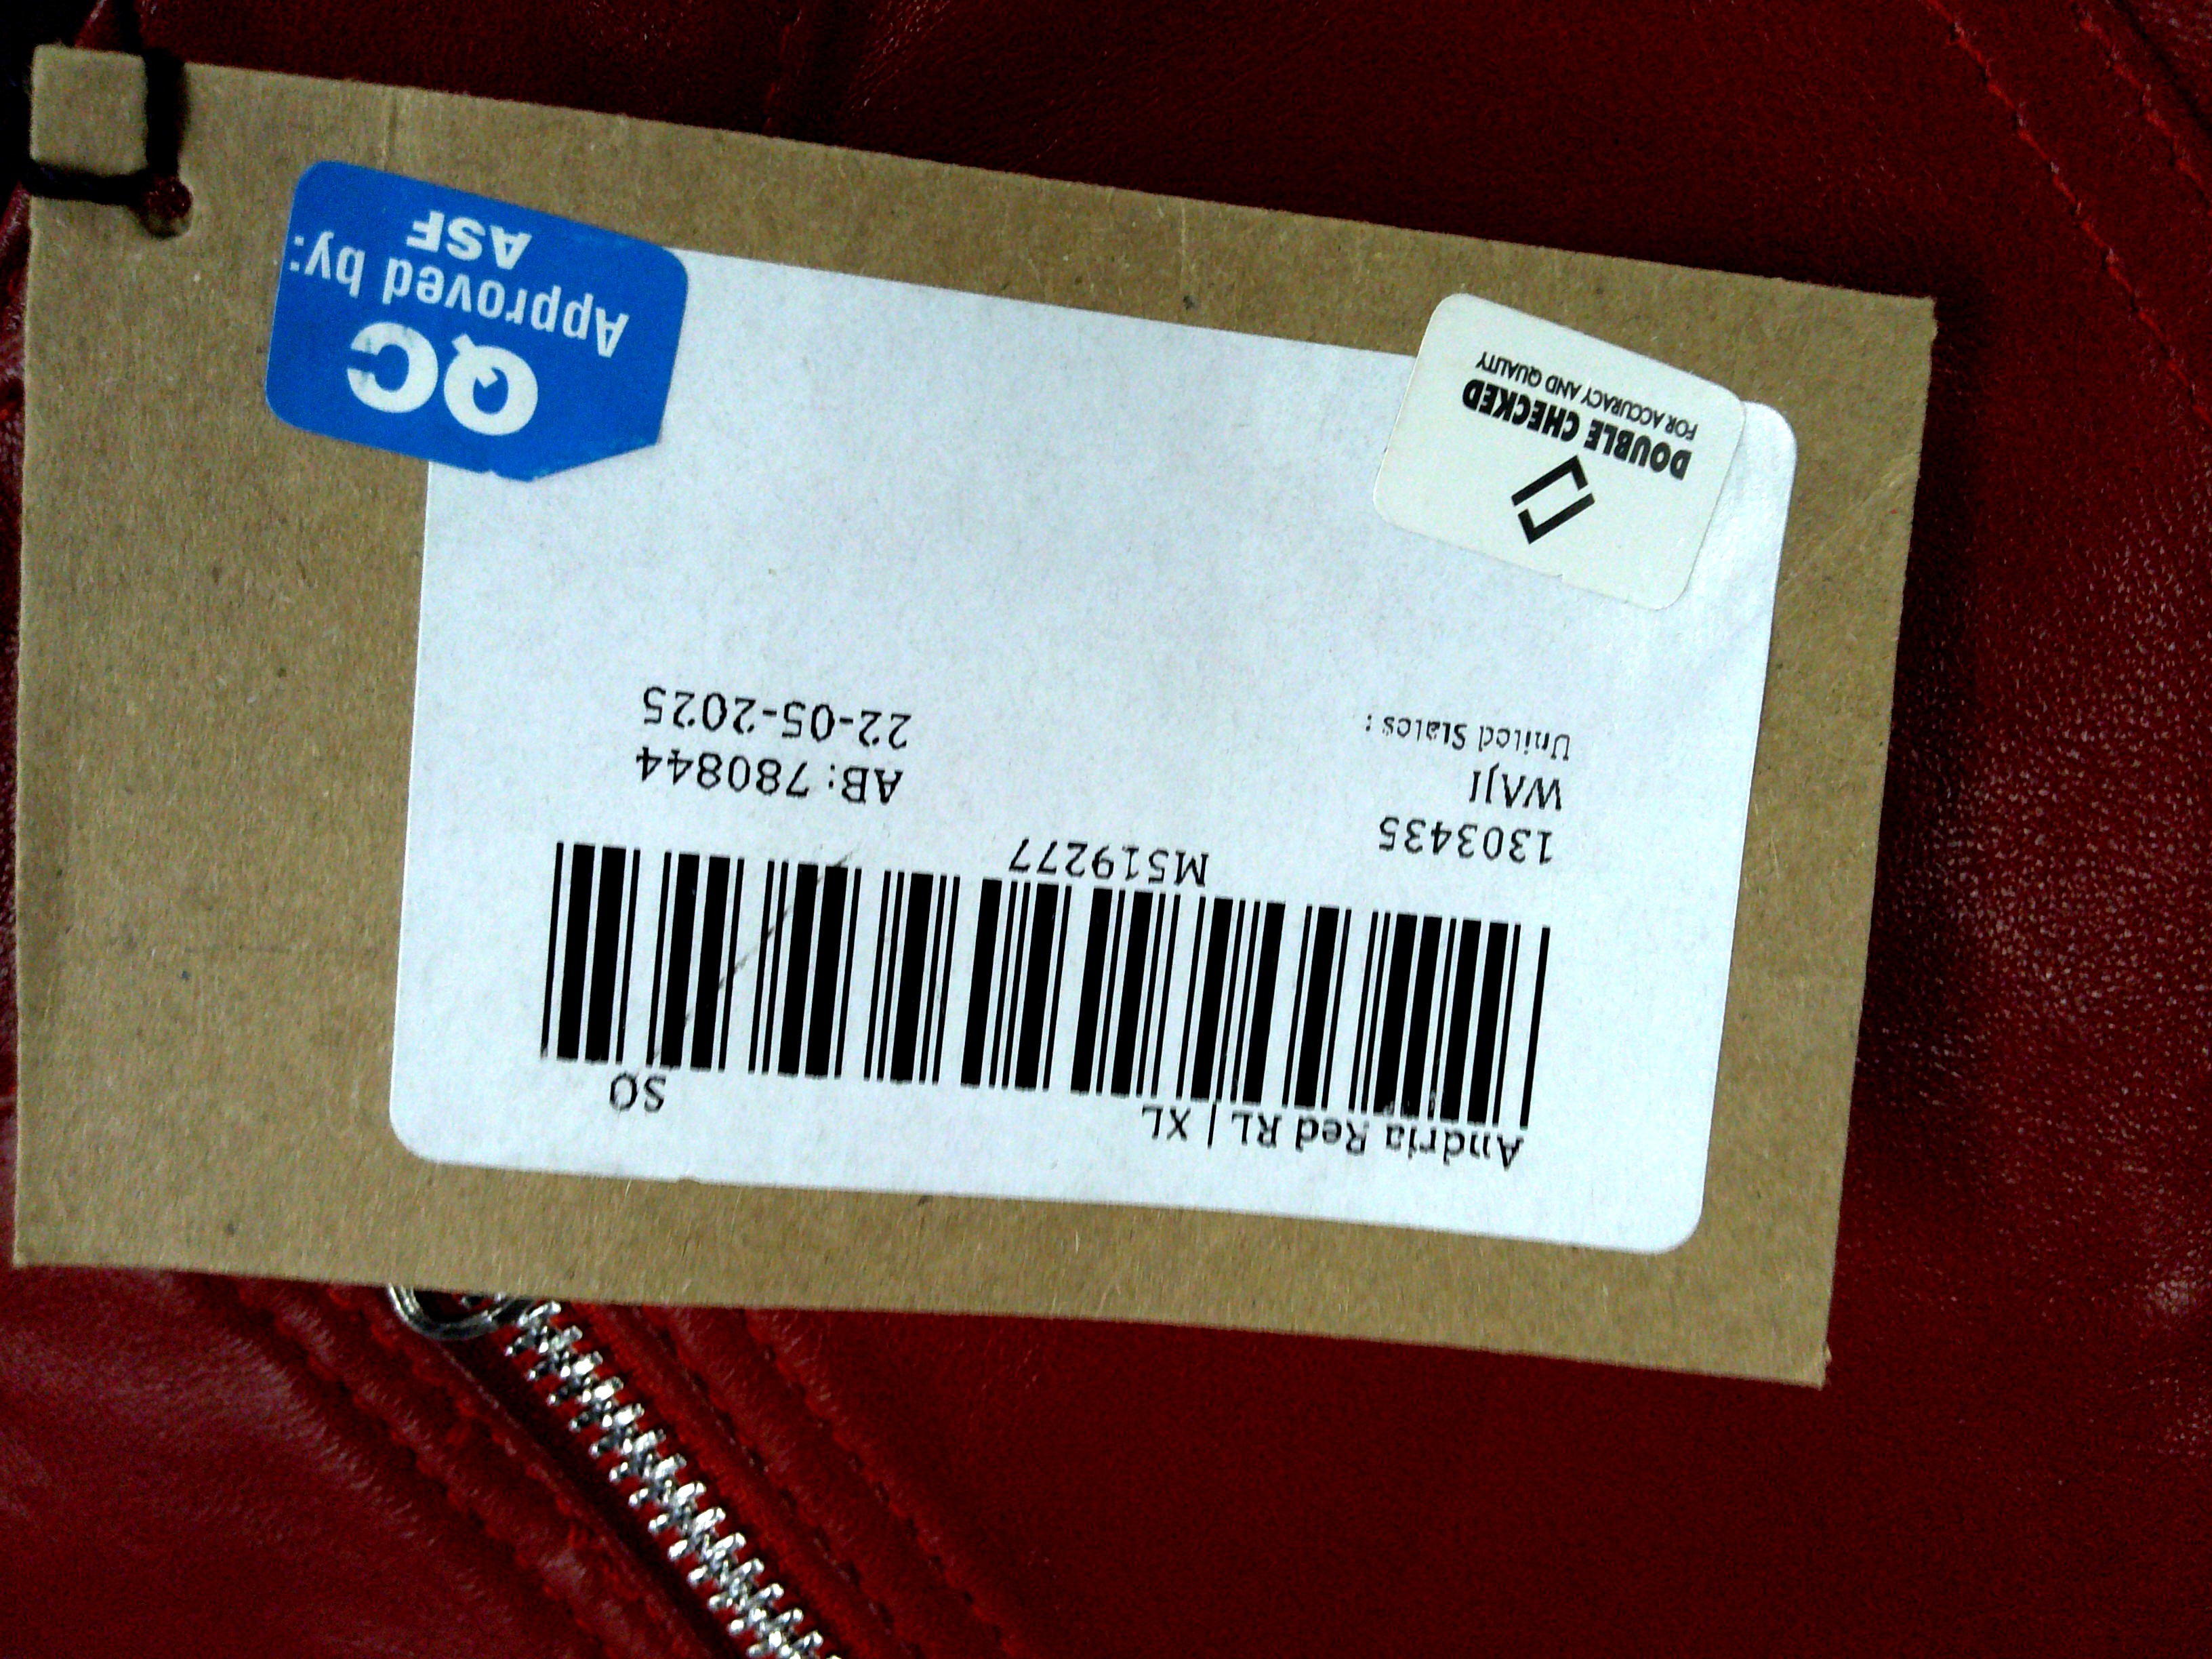 Andria Red RL | XL
SO
M519277
1303435
AB: 780844
WAJI
22-05-2025
United States :
DOUBLE CHECKED
FOR ACCURACY AND QUALITY
QC
Approved by:
ASF